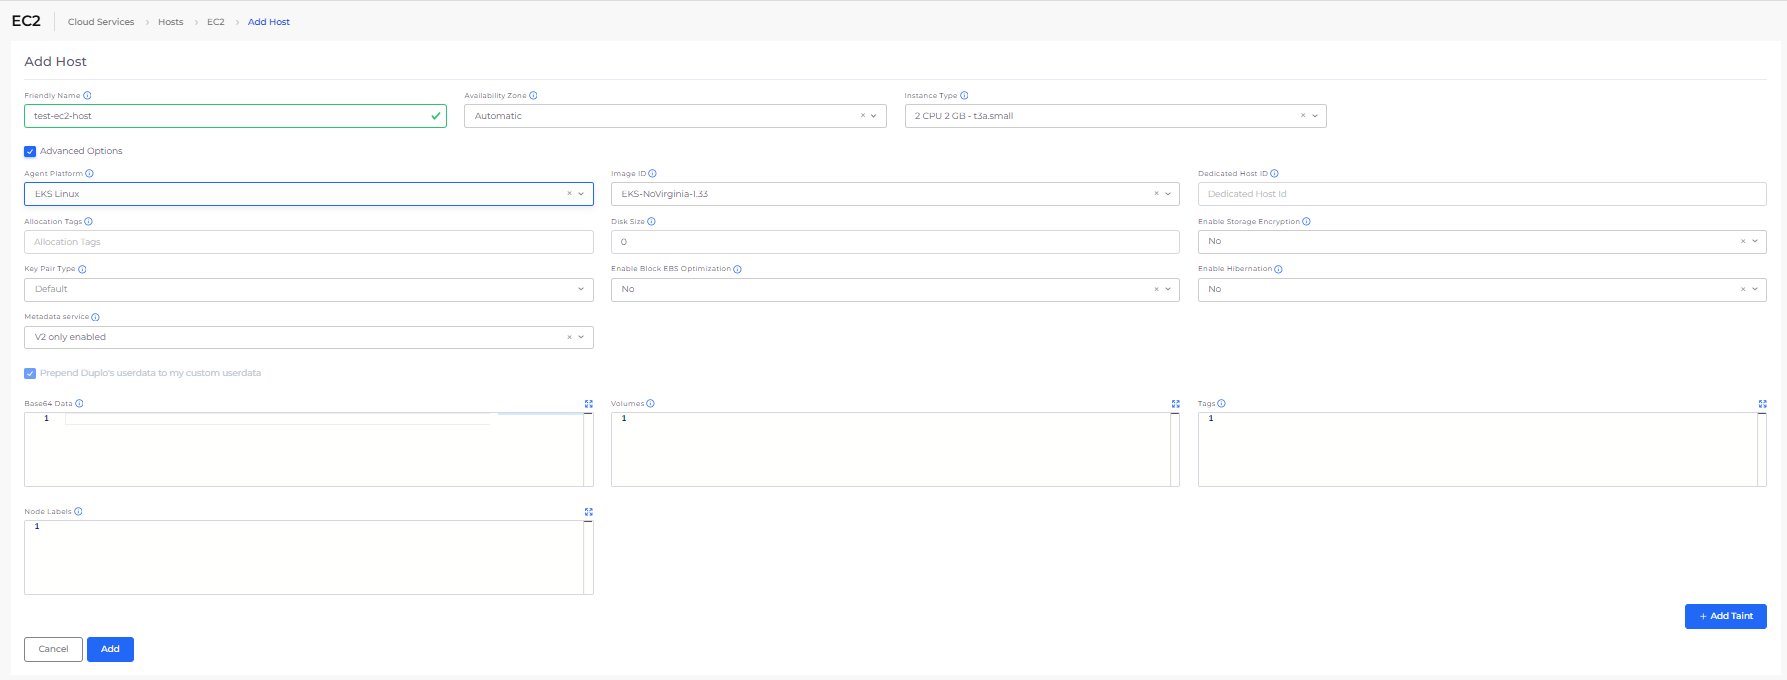 EC2 Cloud Services › Hosts › EC2 › Add Host
Add Host
Friendly Name Availability Zone Instance Type
test-ec2-host Automatic 2 CPU 2 GB - t3a.small
Advanced Options
Agent Platform Image ID Dedicated Host ID
EKS Linux EKS-NoVirginia-1.33 Dedicated Host Id
Allocation Tags Disk Size Enable Storage Encryption
Allocation Tags 0 No
Key Pair Type Enable Block EBS Optimization Enable Hibernation
Default No No
Metadata service
V2 only enabled
Prepend Duplo's userdata to my custom userdata
Base64 Data Volumes Tags
1 1 1
Node Labels
1
+ Add Taint
Cancel Add